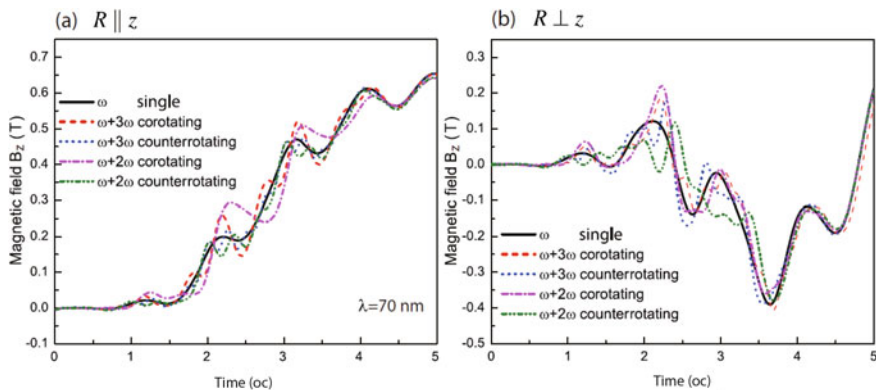 (a) R ∥ z
Magnetic field Bz (T)
0.7
0.6
0.5
0.4
0.3
0.2
0.1
0.0
-0.1
ω single
ω+3ω corotating
ω+3ω counterrotating
ω+2ω corotating
ω+2ω counterrotating
λ=70 nm
0 1 2 3 4 5
Time (oc)
(b) R ⊥ z
Magnetic field Bz (T)
0.3
0.2
0.1
0.0
-0.1
-0.2
-0.3
-0.4
-0.5
ω single
ω+3ω corotating
ω+3ω counterrotating
ω+2ω corotating
ω+2ω counterrotating
0 1 2 3 4 5
Time (oc)